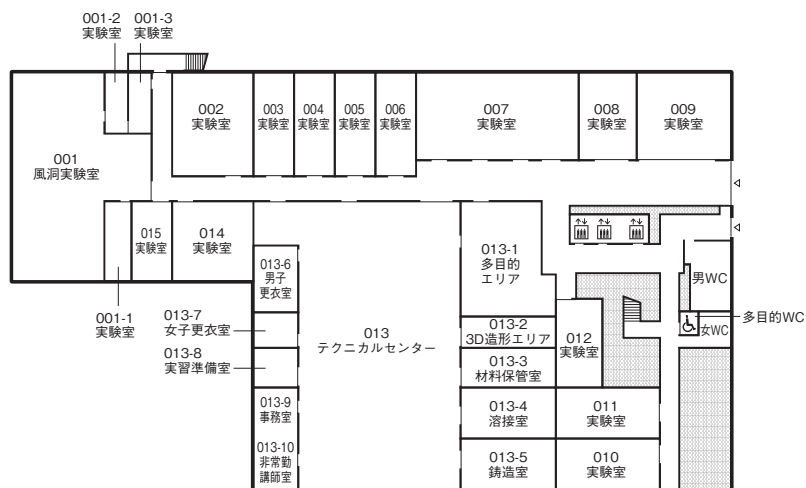 001-2
実験室
001-3
実験室
001
風洞実験室
002
実験室
003
実験室
004
実験室
005
実験室
006
実験室
007
実験室
008
実験室
009
実験室
015
実験室
014
実験室
001-1
実験室
013-6
男子
更衣室
013-7
女子更衣室
013-8
実習準備室
013-9
事務室
013-10
非常勤
講師室
013
テクニカルセンター
013-1
多目的
エリア
013-2
3D造形エリア
013-3
材料保管室
013-4
溶接室
013-5
鋳造室
012
実験室
011
実験室
010
実験室
男WC
多目的WC
女WC